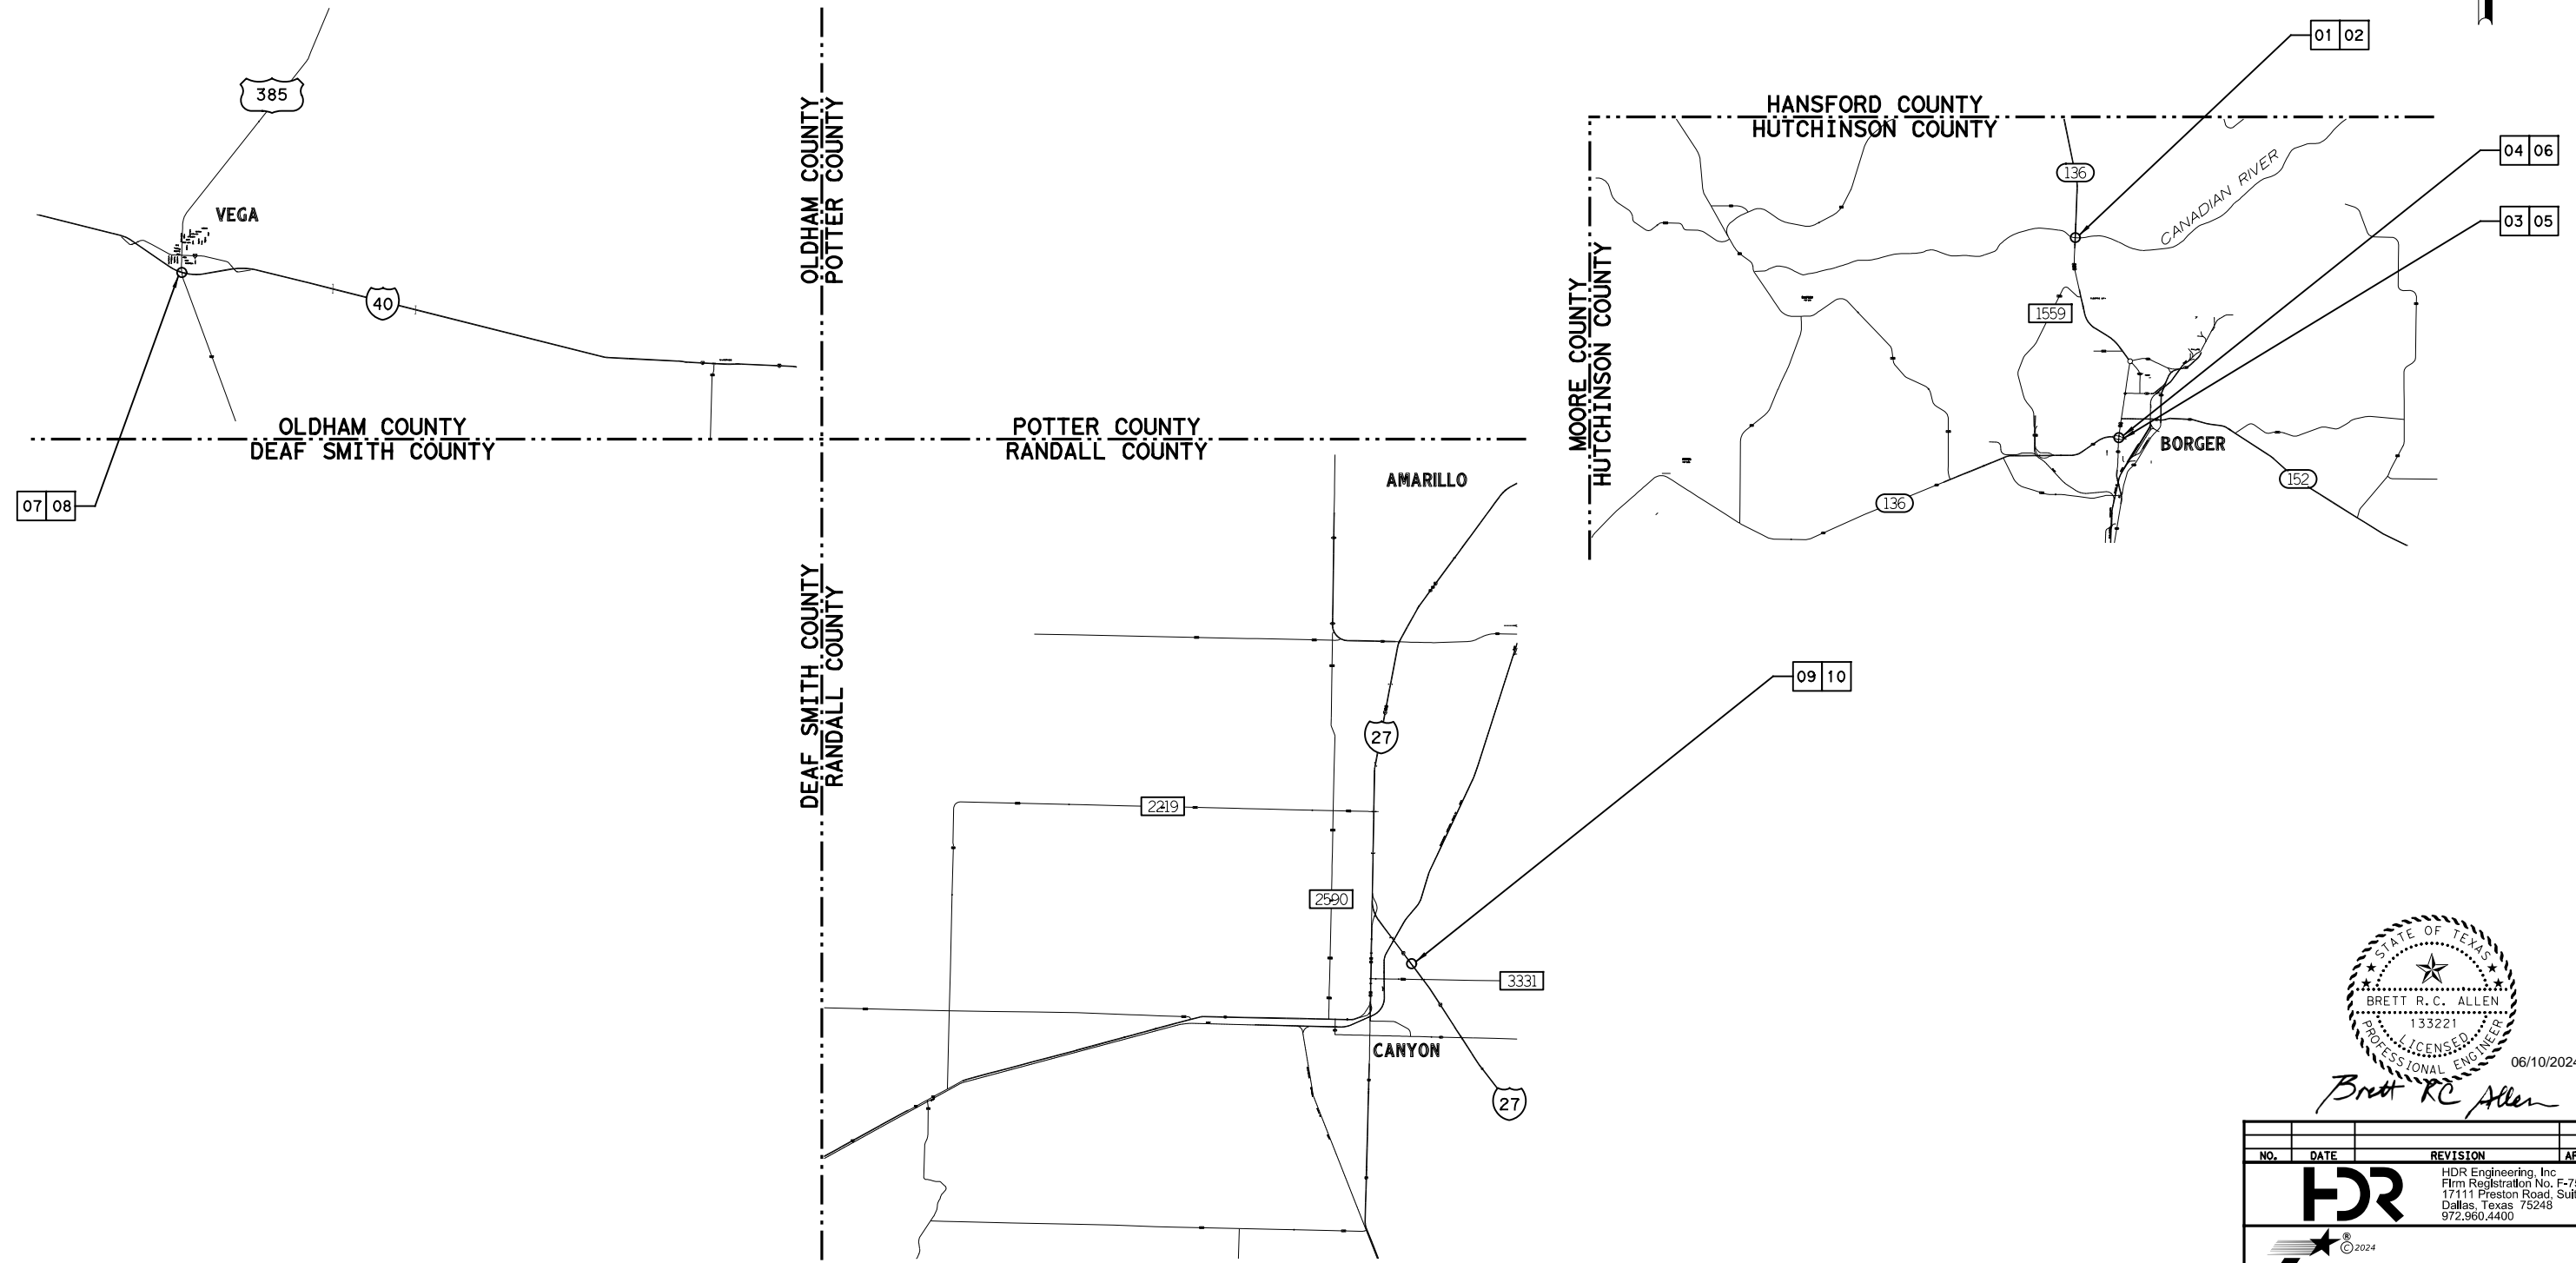 385
VEGA
40
OLDHAM COUNTY
POTTER COUNTY
OLDHAM COUNTY
DEAF SMITH COUNTY
07 08
POTTER COUNTY
RANDALL COUNTY
DEAF SMITH COUNTY
RANDALL COUNTY
AMARILLO
27
2219
2590
3331
CANYON
27
09 10
01 02
HANSFORD COUNTY
HUTCHINSON COUNTY
04 06
03 05
136
CANADIAN RIVER
MOORE COUNTY
HUTCHINSON COUNTY
1559
BORGER
152
136
STATE OF TEXAS
BRETT R.C. ALLEN
133221
LICENSED
PROFESSIONAL ENGINEER
06/10/2024
Brett RC Allen
NO. DATE REVISION
HDR
HDR Engineering, Inc
Firm Registration No.
17111 Preston Road,
Dallas, Texas 75248
972.960.4400
® © 2024